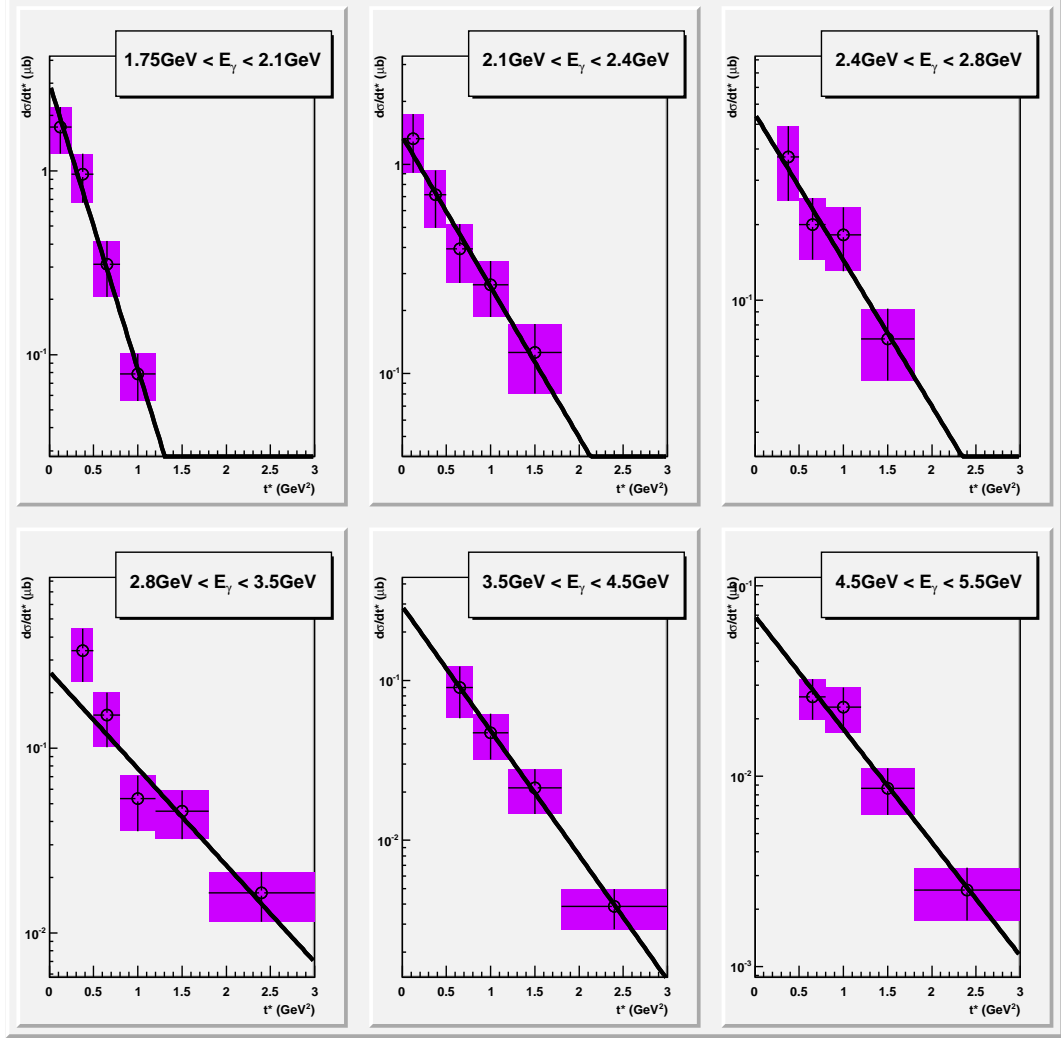 1.75GeV < Eγ < 2.1GeV
dσ/dt* (μb)
1
10⁻¹
0 0.5 1 1.5 2 2.5 3
t* (GeV²)
2.1GeV < Eγ < 2.4GeV
dσ/dt* (μb)
1
10⁻¹
0 0.5 1 1.5 2 2.5 3
t* (GeV²)
2.4GeV < Eγ < 2.8GeV
dσ/dt* (μb)
10⁻¹
0 0.5 1 1.5 2 2.5 3
t* (GeV²)
2.8GeV < Eγ < 3.5GeV
dσ/dt* (μb)
10⁻¹
10⁻²
0 0.5 1 1.5 2 2.5 3
t* (GeV²)
3.5GeV < Eγ < 4.5GeV
dσ/dt* (μb)
10⁻¹
10⁻²
0 0.5 1 1.5 2 2.5 3
t* (GeV²)
4.5GeV < Eγ < 5.5GeV
dσ/dt* (μb)
10⁻¹
10⁻²
10⁻³
0 0.5 1 1.5 2 2.5 3
t* (GeV²)